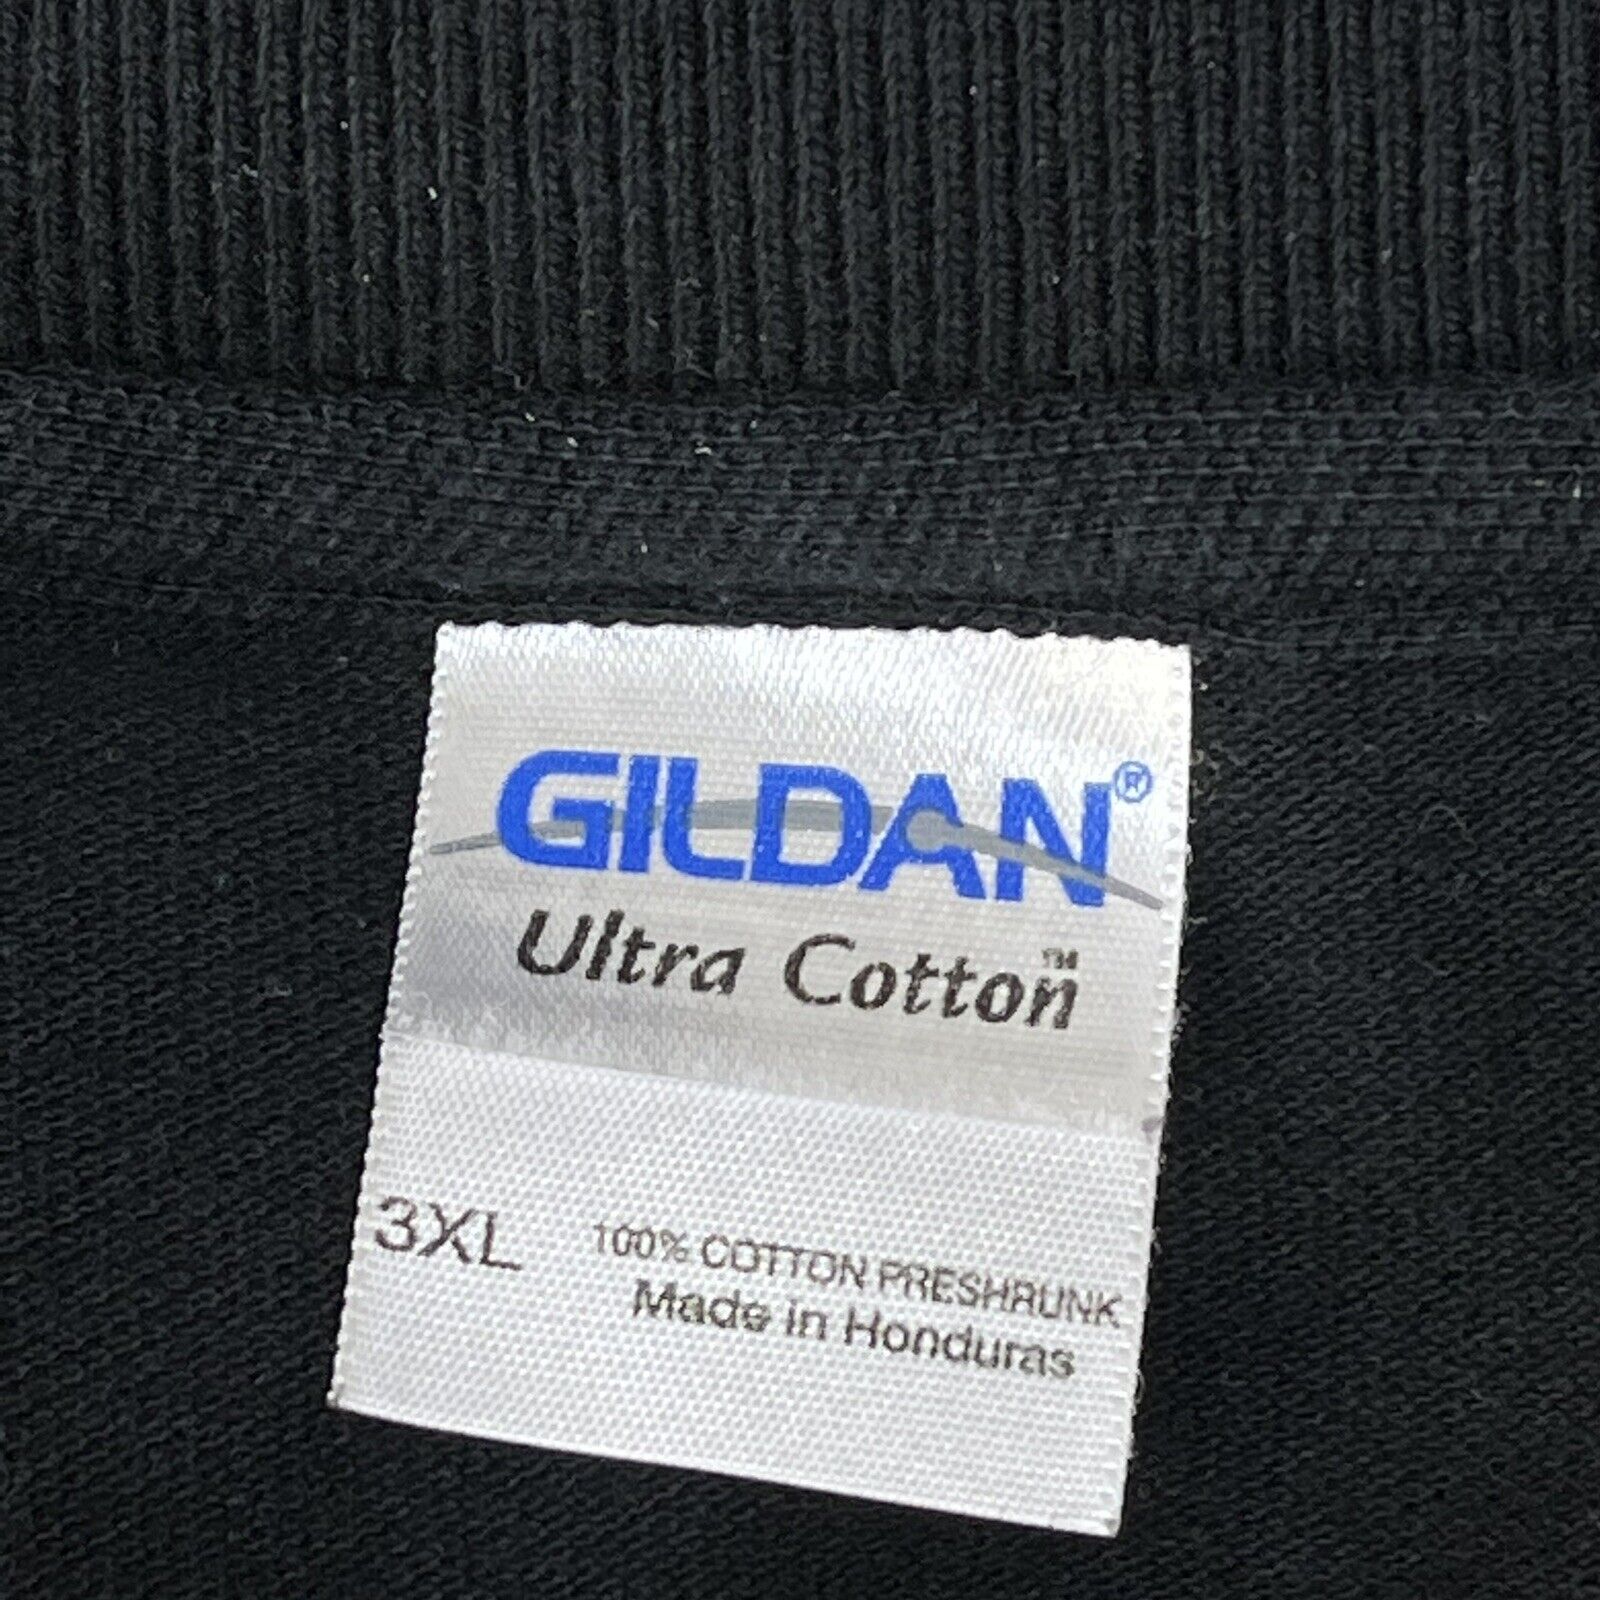 GILDAN®
Ultra Cotton™
3XL 100% COTTON PRESHRUNK
Made in Honduras